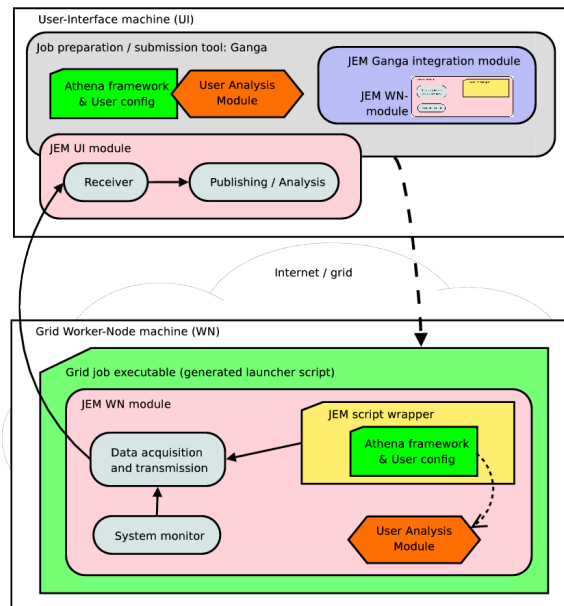 User-Interface machine (UI)
Job preparation / submission tool: Ganga
JEM Ganga integration module
Athena framework
& User config
User Analysis
Module
JEM WN-
module
JEM UI module
Receiver
Publishing / Analysis
Internet / grid
Grid Worker-Node machine (WN)
Grid job executable (generated launcher script)
JEM WN module
JEM script wrapper
Athena framework
& User config
Data acquisition
and transmission
System monitor
User Analysis
Module